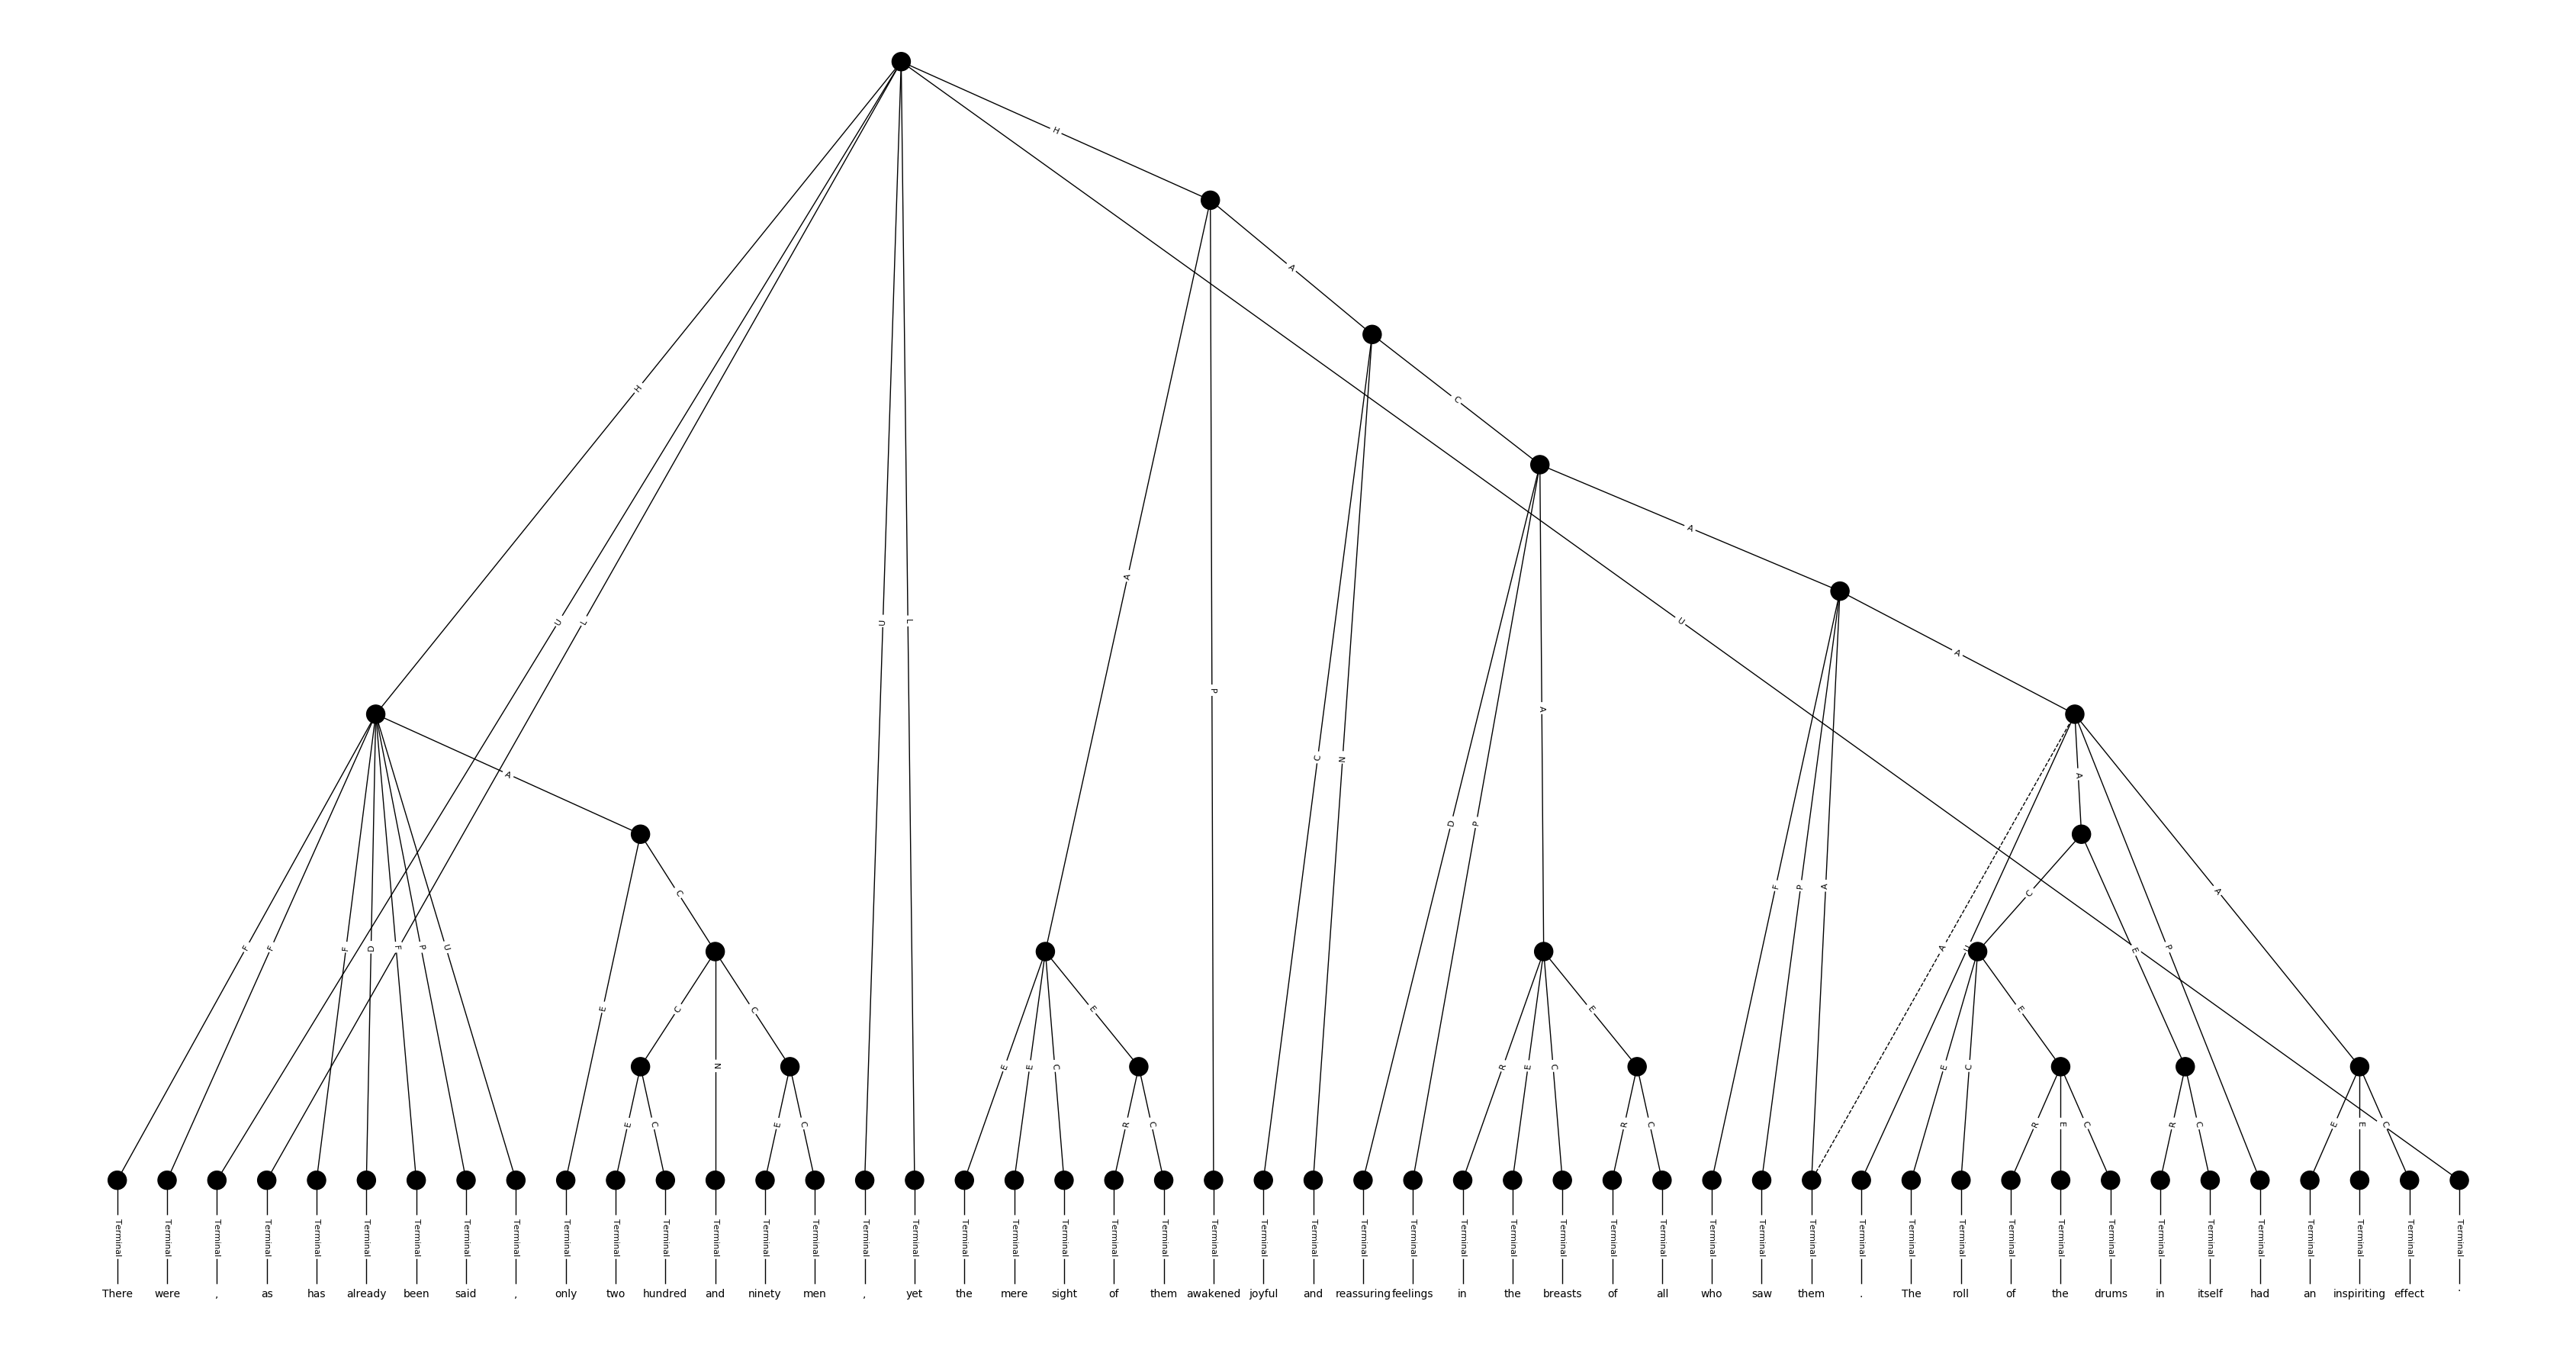 H
H
A
C
A
U
A
H
A
U
L
U
L
A
P
C
N
D
P
A
F
P
A
A
U
A
C
E
P
A
F
F
F
D
F
P
U
E
C
C
N
C
E
E
C
E
R
E
C
E
E
C
E
E
C
E
C
E
C
R
C
R
C
R
E
C
R
C
E
E
C
Terminal Terminal Terminal Terminal Terminal Terminal Terminal Terminal Terminal Terminal Terminal Terminal Terminal Terminal Terminal Terminal Terminal Terminal Terminal Terminal Terminal Terminal Terminal Terminal Terminal Terminal Terminal Terminal Terminal Terminal Terminal Terminal Terminal Terminal Terminal Terminal Terminal Terminal Terminal Terminal Terminal Terminal Terminal Terminal Terminal Terminal Terminal Terminal
There were , as has already been said , only two hundred and ninety men , yet the mere sight of them awakened joyful and reassuring feelings in the breasts of all who saw them . The roll of the drums in itself had an inspiriting effect .